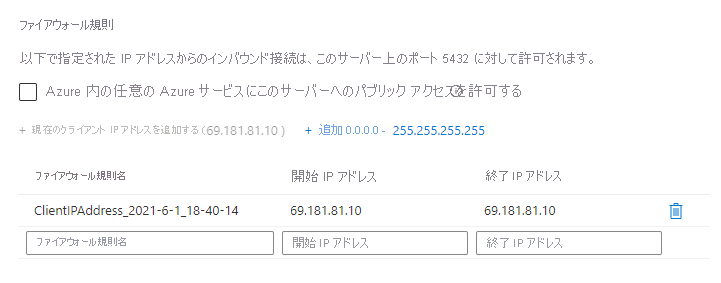 ファイアウォール規則
以下で指定された IP アドレスからのインバウンド接続は、このサーバー上のポート 5432 に対して許可されます。
Azure 内の任意の Azure サービスにこのサーバーへのパブリック アクセスを許可する
+ 現在のクライアント IP アドレスを追加する (69.181.81.10 ) + 追加 0.0.0.0 - 255.255.255.255
ファイアウォール規則名 開始 IP アドレス 終了 IP アドレス
ClientIPAddress_2021-6-1_18-40-14 69.181.81.10 69.181.81.10
ファイアウォール規則名 開始 IP アドレス 終了 IP アドレス